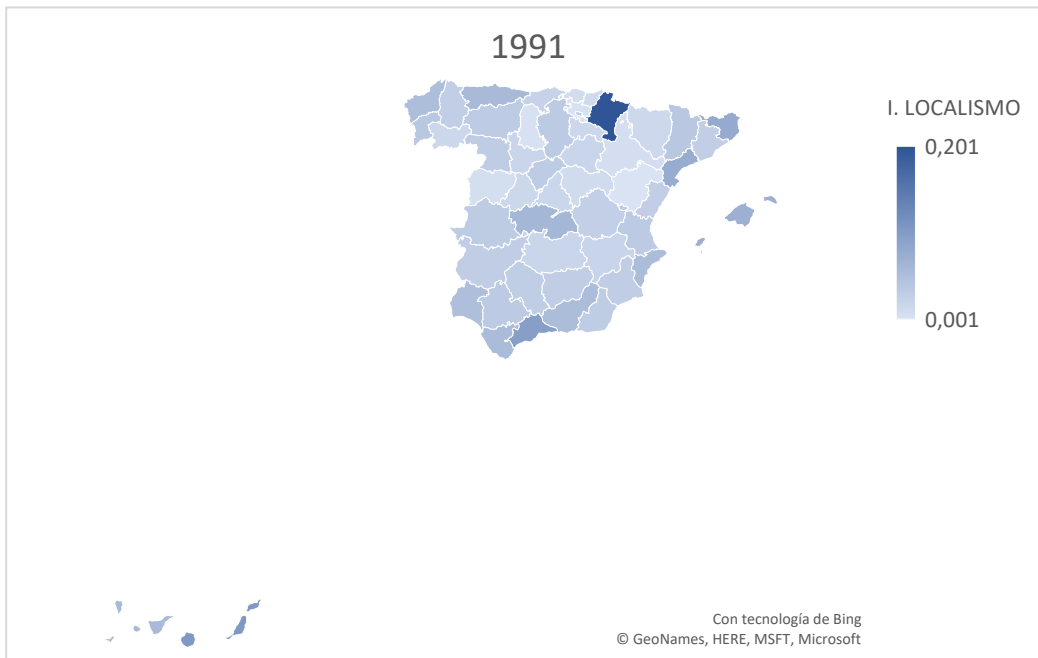 1991
I. LOCALISMO
0,201
0,001
Con tecnología de Bing
© GeoNames, HERE, MSFT, Microsoft